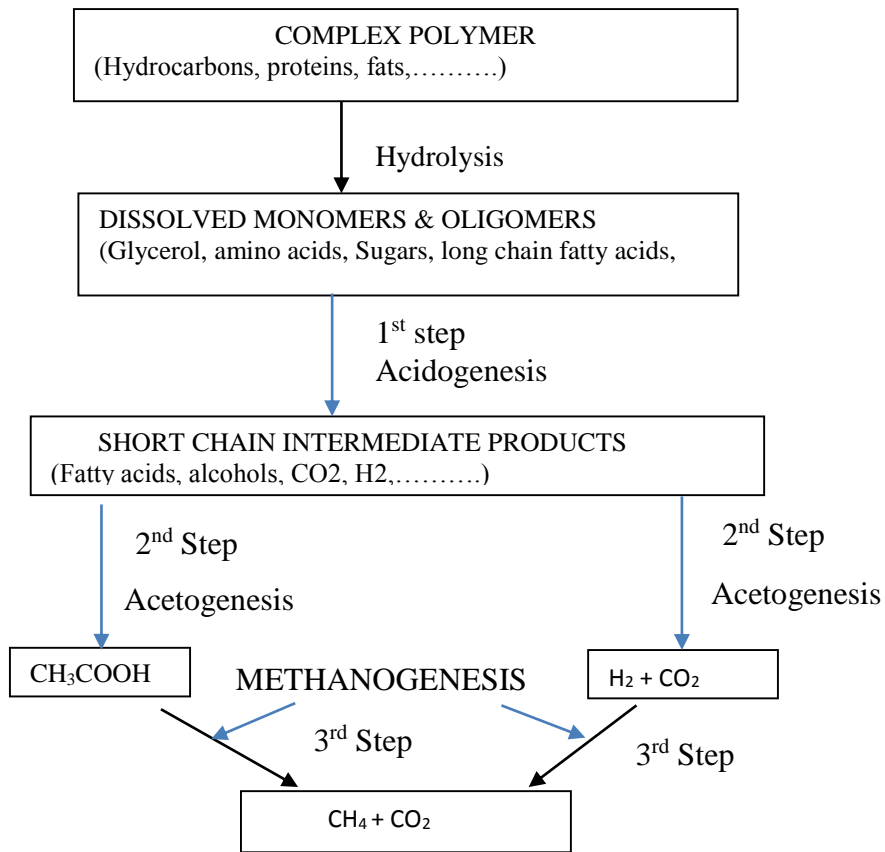 COMPLEX POLYMER
(Hydrocarbons, proteins, fats,……….)
Hydrolysis
DISSOLVED MONOMERS & OLIGOMERS
(Glycerol, amino acids, Sugars, long chain fatty acids,
1st step
Acidogenesis
SHORT CHAIN INTERMEDIATE PRODUCTS
(Fatty acids, alcohols, CO2, H2,……….)
2nd Step
Acetogenesis
2nd Step
Acetogenesis
CH₃COOH
METHANOGENESIS
H₂ + CO₂
3rd Step
3rd Step
CH₄ + CO₂